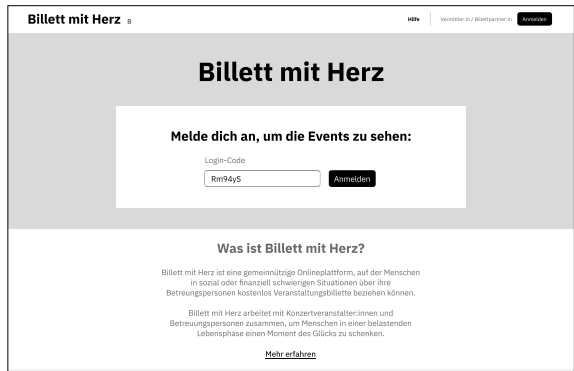 Billett mit Herz B
Hilfe
Vermittler:in / Billettpartner:in
Anmelden
Billett mit Herz
Melde dich an, um die Events zu sehen:
Login-Code
Rm94yS
Anmelden
Was ist Billett mit Herz?
Billett mit Herz ist eine gemeinnützige Onlineplattform, auf der Menschen
in sozial oder finanziell schwierigen Situationen über ihre
Betreungspersonen kostenlos Veranstaltungsbillette beziehen können.
Billett mit Herz arbeitet mit Konzertveranstalter:innen und
Betreuungspersonen zusammen, um Menschen in einer belastenden
Lebensphase einen Moment des Glücks zu schenken.
Mehr erfahren